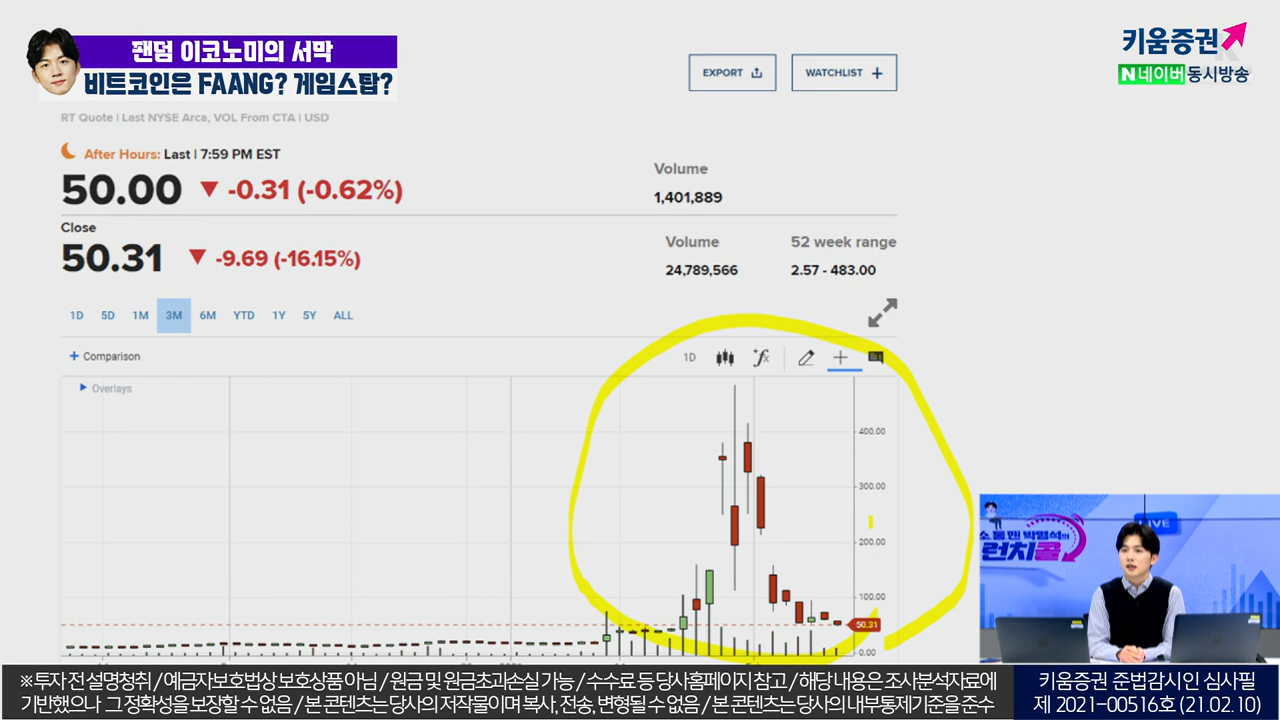 팬덤 이코노미의 서막
비트코인은 FAANG? 게임스탑?
키움증권
N 네이버 동시방송
EXPORT
WATCHLIST +
RT Quote | Last NYSE Arca, VOL From CTA | USD
After Hours: Last | 7:59 PM EST
50.00 ▼ -0.31 (-0.62%)
Volume
1,401,889
Close
50.31 ▼ -9.69 (-16.15%)
Volume
24,789,566
52 week range
2.57 - 483.00
1D 5D 1M 3M 6M YTD 1Y 5Y ALL
+ Comparison
1D
Overlays
400.00
300.00
200.00
100.00
50.31
0.00
LIVE
런치콜
※ 투자 전 설명청취 / 예금자보호법상 보호상품 아님 / 원금 및 원금초과손실 가능 / 수수료 등 당사홈페이지 참고 / 해당 내용은 조사분석자료에
기반했으나 그 정확성을 보장할 수 없음 / 본 콘텐츠는 당사의 저작물이며 복사, 전송, 변형될 수 없음 / 본 콘텐츠는 당사의 내부통제기준을 준수
키움증권 준법감시인 심사필
제 2021-00516호 (21.02.10)